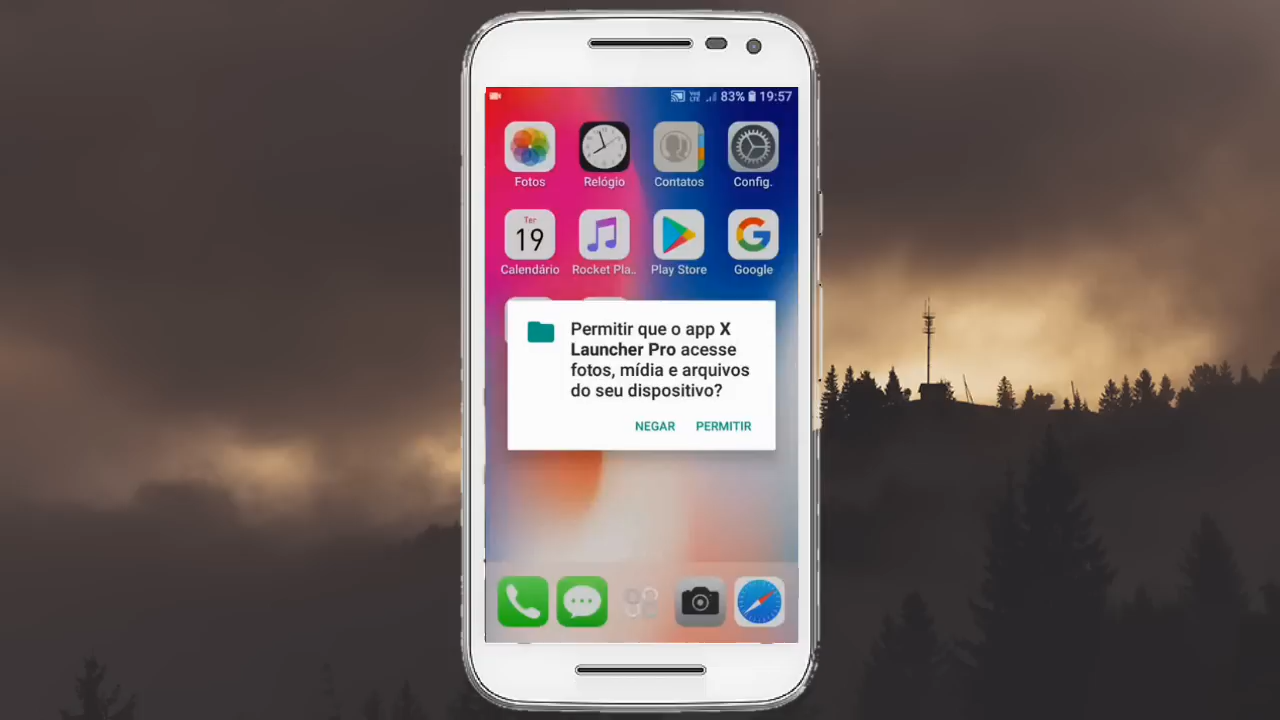 83% 19:57
Fotos Relógio Contatos Config.
Ter
19
Calendário Rocket Pla.. Play Store Google
Permitir que o app X
Launcher Pro acesse
fotos, mídia e arquivos
do seu dispositivo?
NEGAR PERMITIR